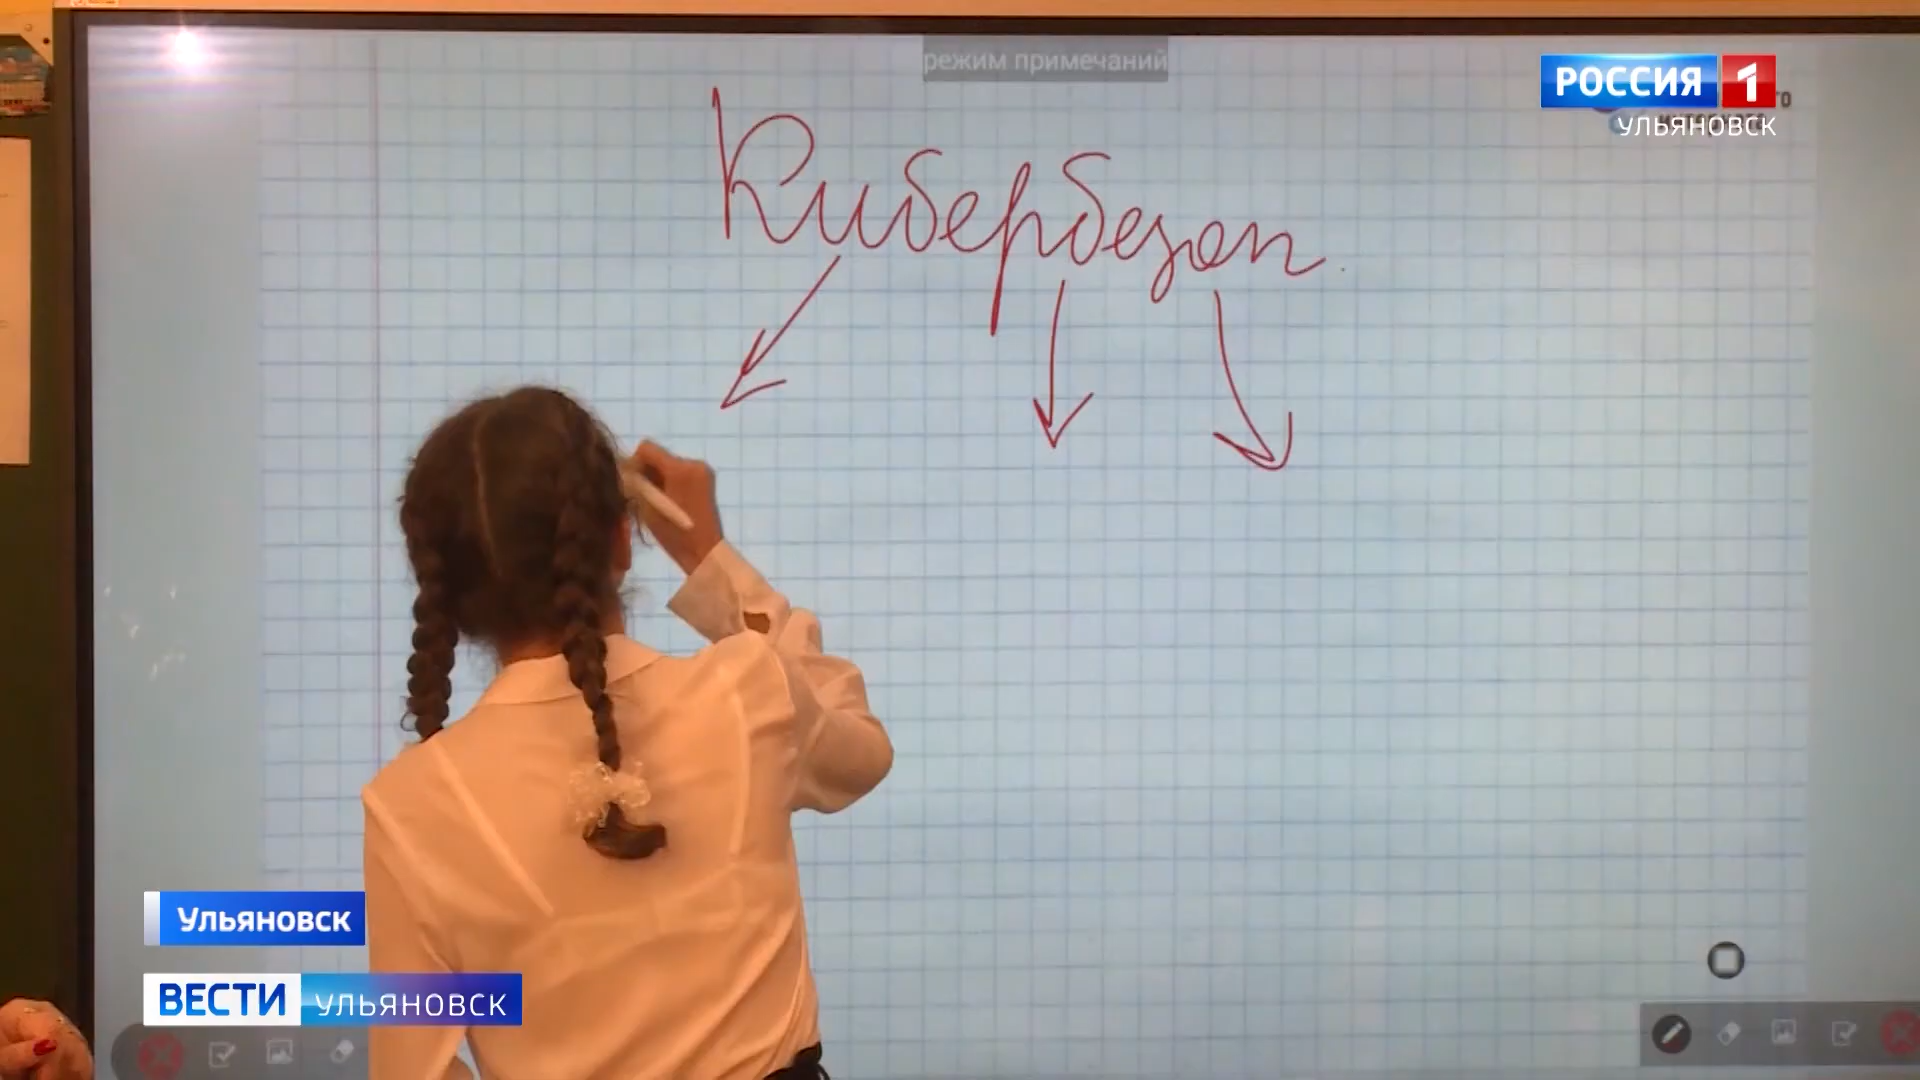 режим примечаний
РОССИЯ 1
УЛЬЯНОВСК
Кибербезоп.
Ульяновск
ВЕСТИ УЛЬЯНОВСК